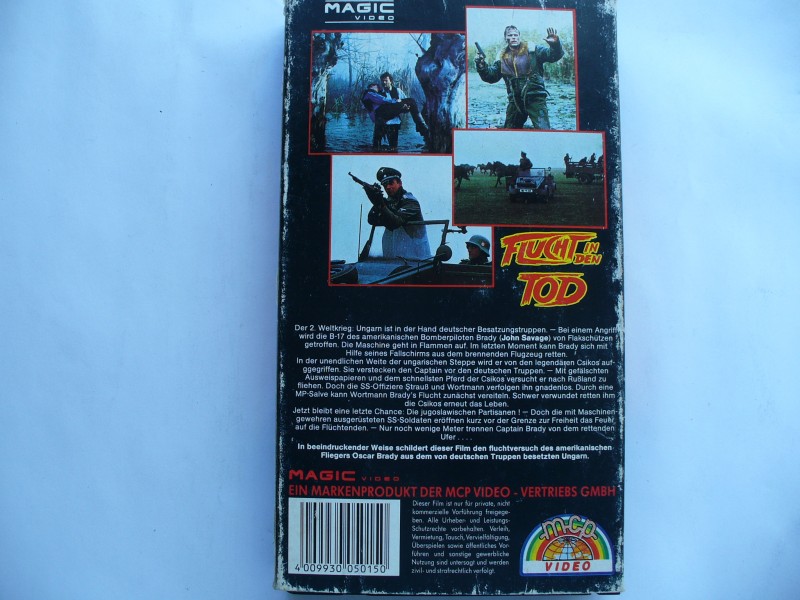 MAGIC
VIDEO
FLUCHT IN
DEN
TOD
Der 2. Weltkrieg: Ungarn ist in der Hand deutscher Besatzungstruppen. — Bei einem Angriff
wird die B-17 des amerikanischen Bomberpiloten Brady (John Savage) von Flakschützen
getroffen. Die Maschine geht in Flammen auf. Im letzten Moment kann Brady sich mit
Hilfe seines Fallschirms aus dem brennenden Flugzeug retten.
In der unendlichen Weite der ungarischen Steppe wird er von den legendären Csikos auf-
ggegriffen. Sie verstecken den Captain vor den deutschen Truppen. — Mit gefälschten
Ausweispapieren und dem schnellsten Pferd der Csikos versucht er nach Rußland zu
fliehen. Doch die SS-Offiziere Strauß und Wortmann verfolgen ihn gnadenlos. Durch eine
MP-Salve kann Wortmann Brady's Flucht zunächst vereiteln. Schwer verwundet retten ihm
die Csikos erneut das Leben.
Jetzt bleibt eine letzte Chance: Die jugoslawischen Partisanen ! — Doch die mit Maschinen-
gewehren ausgerüsteten SS-Soldaten eröffnen kurz vor der Grenze zur Freiheit das Feuer
auf die Flüchtenden. — Nur noch wenige Meter trennen Captain Brady von dem rettenden
Ufer . . . .
In beeindruckender Weise schildert dieser Film den fluchtversuch des amerikanischen
Fliegers Oscar Brady aus dem von deutschen Truppen besetzten Ungarn.
MAGIC VIDEO
EIN MARKENPRODUKT DER MCP VIDEO - VERTRIEBS GMBH
Dieser Film ist nur für private, nicht
kommerzielle Vorführung freigege-
ben. Alle Urheber- und Leistungs-
Schutzrechte vorbehalten. Verleih,
Vermietung, Tausch, Vervielfältigung,
Überspielen sowie öffentliches Vor-
führen und sonstige gewerbliche
Nutzung sind untersagt und werden
zivil- und strafrechtlich verfolgt.
4 009930 050150
m-c-p
VIDEO